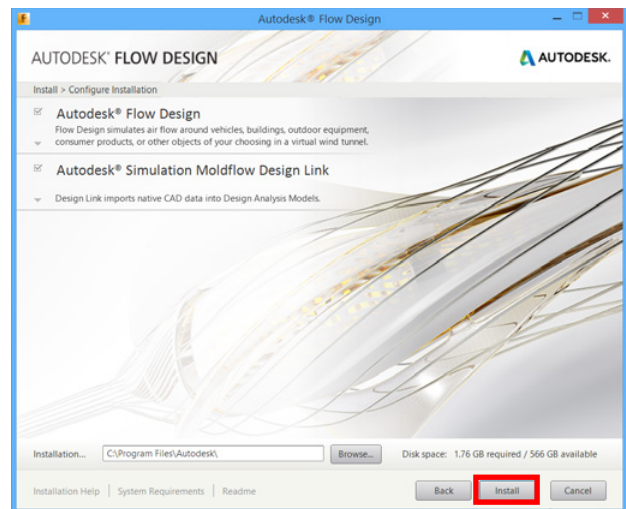 Autodesk® Flow Design
AUTODESK® FLOW DESIGN
AUTODESK.
Install > Configure Installation
Autodesk® Flow Design
Flow Design simulates air flow around vehicles, buildings, outdoor equipment,
consumer products, or other objects of your choosing in a virtual wind tunnel.
Autodesk® Simulation Moldflow Design Link
Design Link imports native CAD data into Design Analysis Models.
Installation... C:\Program Files\Autodesk\ Browse... Disk space: 1.76 GB required / 566 GB available
Installation Help | System Requirements | Readme Back Install Cancel